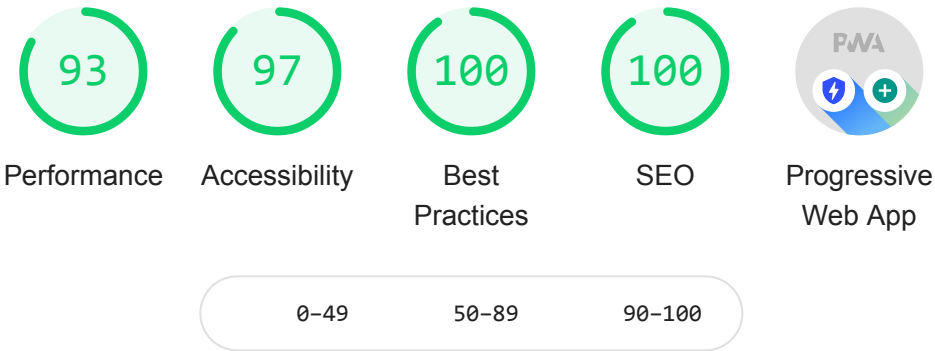 93
97
100
100
PWA
Performance
Accessibility
Best
Practices
SEO
Progressive
Web App
0–49
50–89
90–100